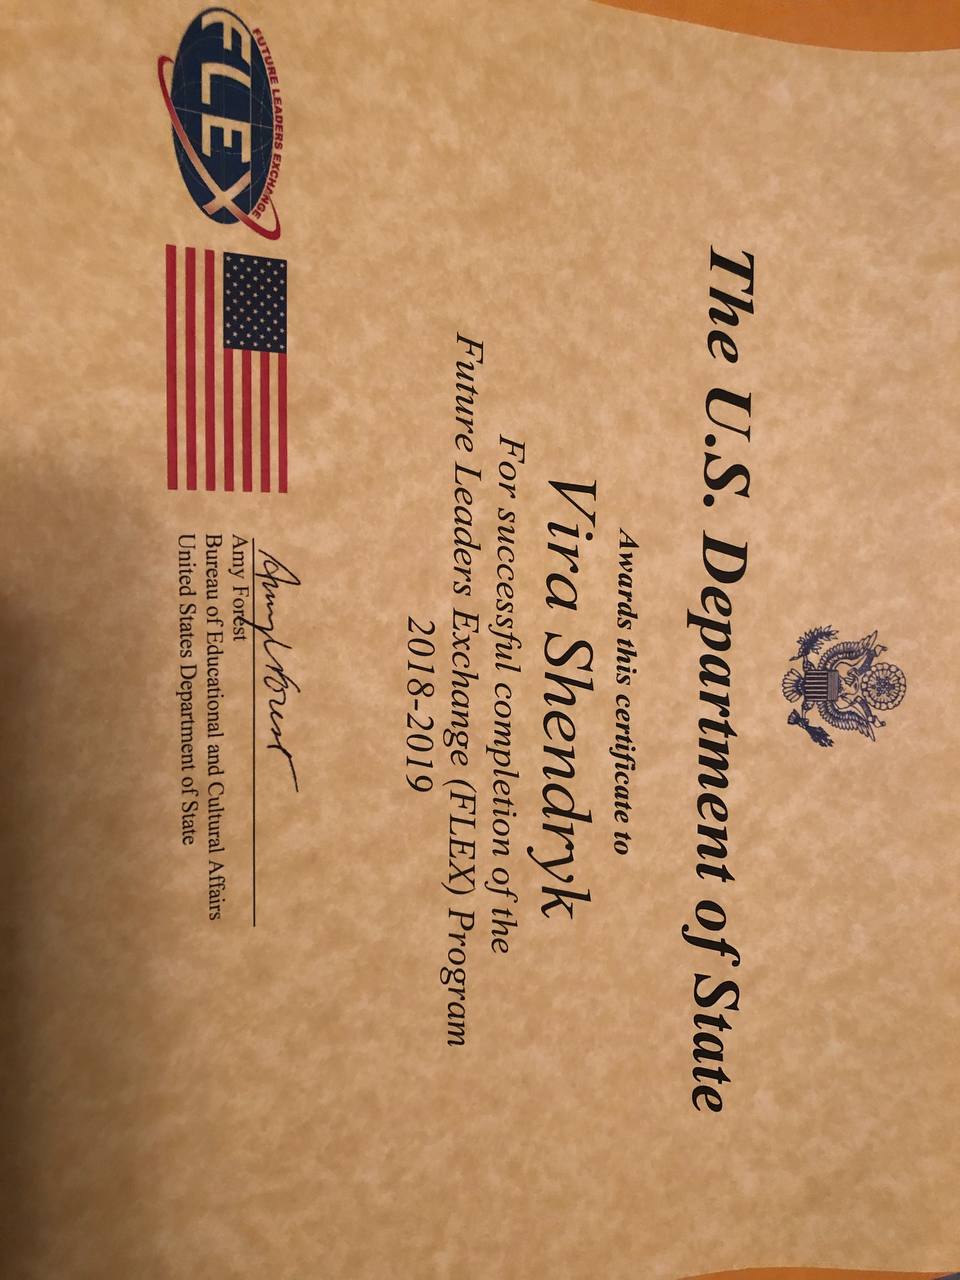 The U.S. Department of State
Awards this certificate to
Vira Shendryk
For successful completion of the
Future Leaders Exchange (FLEX) Program
2018-2019
FUTURE LEADERS EXCHANGE
FLEX
Amy Forest
Amy Forest
Bureau of Educational and Cultural Affairs
United States Department of State